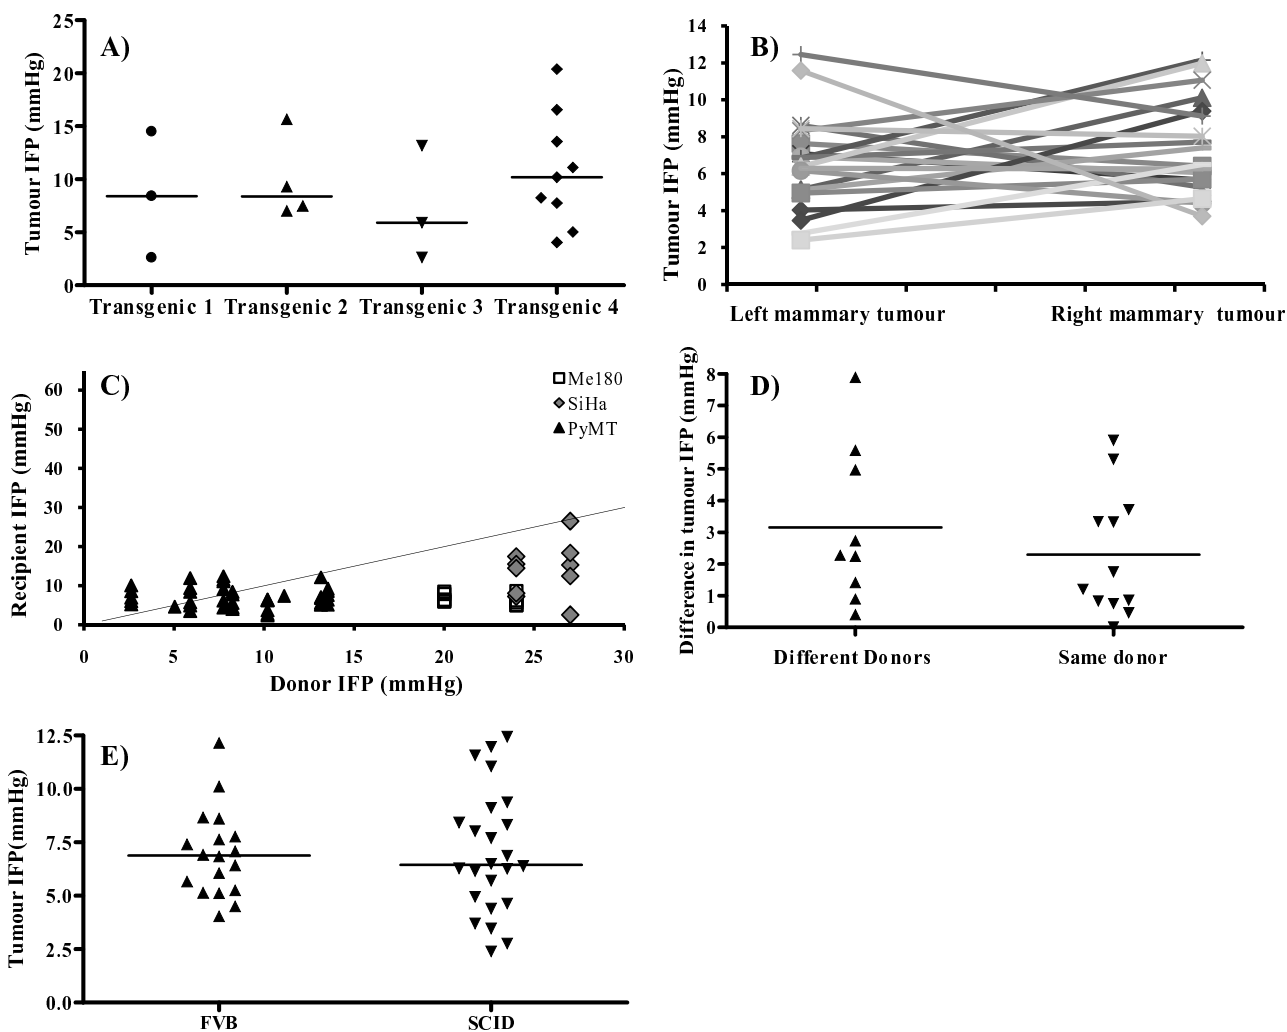 A)
Tumour IFP (mmHg)
25
20
15
10
5
0
Transgenic 1 Transgenic 2 Transgenic 3 Transgenic 4
B)
Tumour IFP (mmHg)
14
12
10
8
6
4
2
0
Left mammary tumour Right mammary tumour
C)
Recipient IFP (mmHg)
60
50
40
30
20
10
0
Me180
SiHa
PyMT
0 5 10 15 20 25 30
Donor IFP (mmHg)
D)
Difference in tumour IFP (mmHg)
8
7
6
5
4
3
2
1
0
Different Donors Same donor
E)
Tumour IFP(mmHg)
12.5
10.0
7.5
5.0
2.5
0.0
FVB SCID